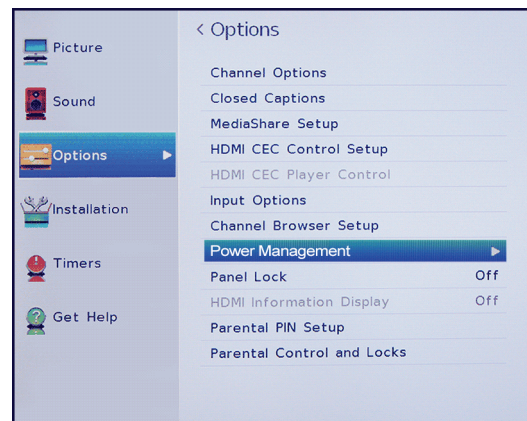 Picture
Sound
Options
Installation
Timers
Get Help
< Options
Channel Options
Closed Captions
MediaShare Setup
HDMI CEC Control Setup
HDMI CEC Player Control
Input Options
Channel Browser Setup
Power Management
Panel Lock Off
HDMI Information Display Off
Parental PIN Setup
Parental Control and Locks